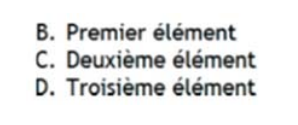 B. Premier élément
C. Deuxième élément
D. Troisième élément